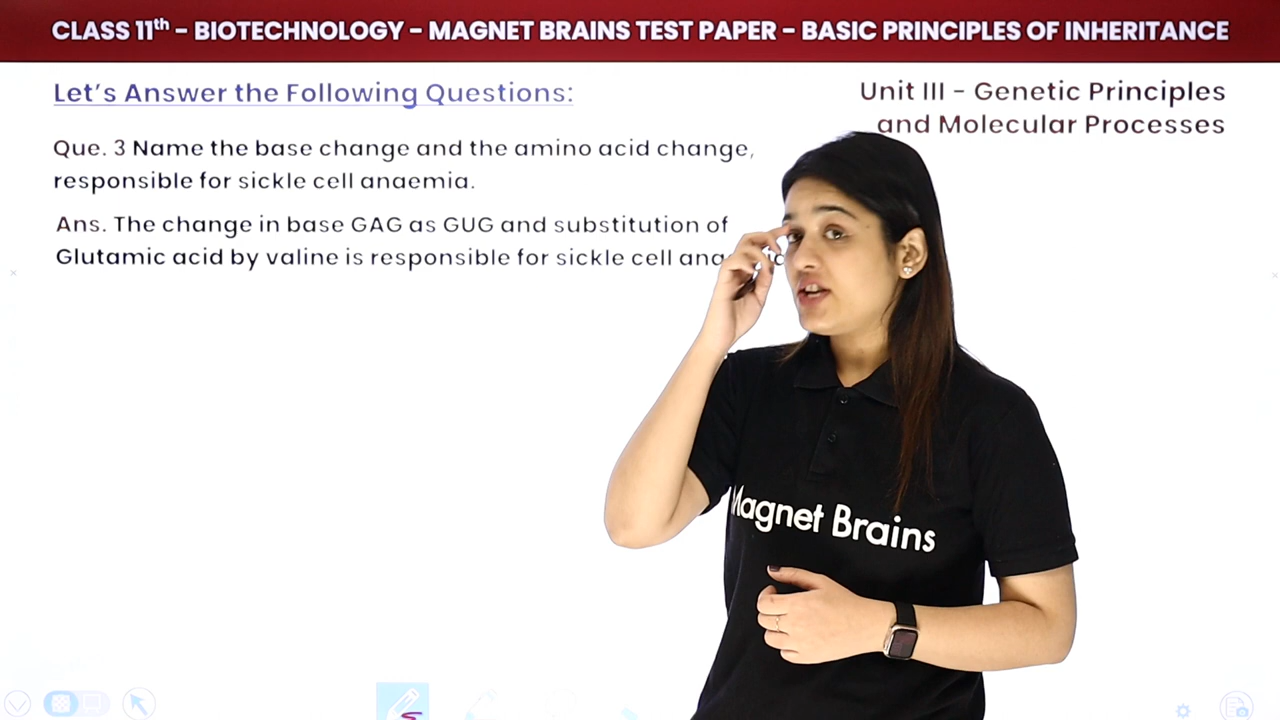 CLASS 11th - BIOTECHNOLOGY - MAGNET BRAINS TEST PAPER - BASIC PRINCIPLES OF INHERITANCE
Let's Answer the Following Questions:
Unit III - Genetic Principles
and Molecular Processes
Que. 3 Name the base change and the amino acid change,
responsible for sickle cell anaemia.
Ans. The change in base GAG as GUG and substitution of
Glutamic acid by valine is responsible for sickle cell
Magnet Brains